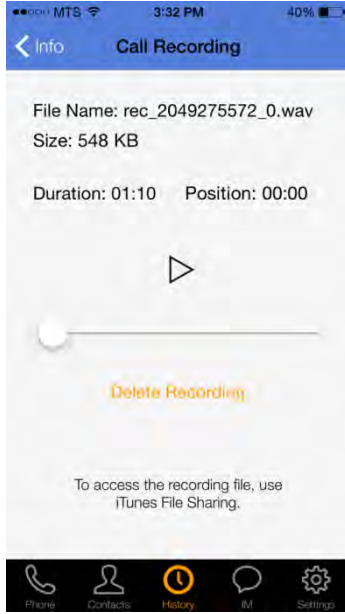 MTS 3:32 PM 40%
Info Call Recording
File Name: rec_2049275572_0.wav
Size: 548 KB
Duration: 01:10 Position: 00:00
Delete Recording
To access the recording file, use
iTunes File Sharing.
Phone Contacts History IM Settings